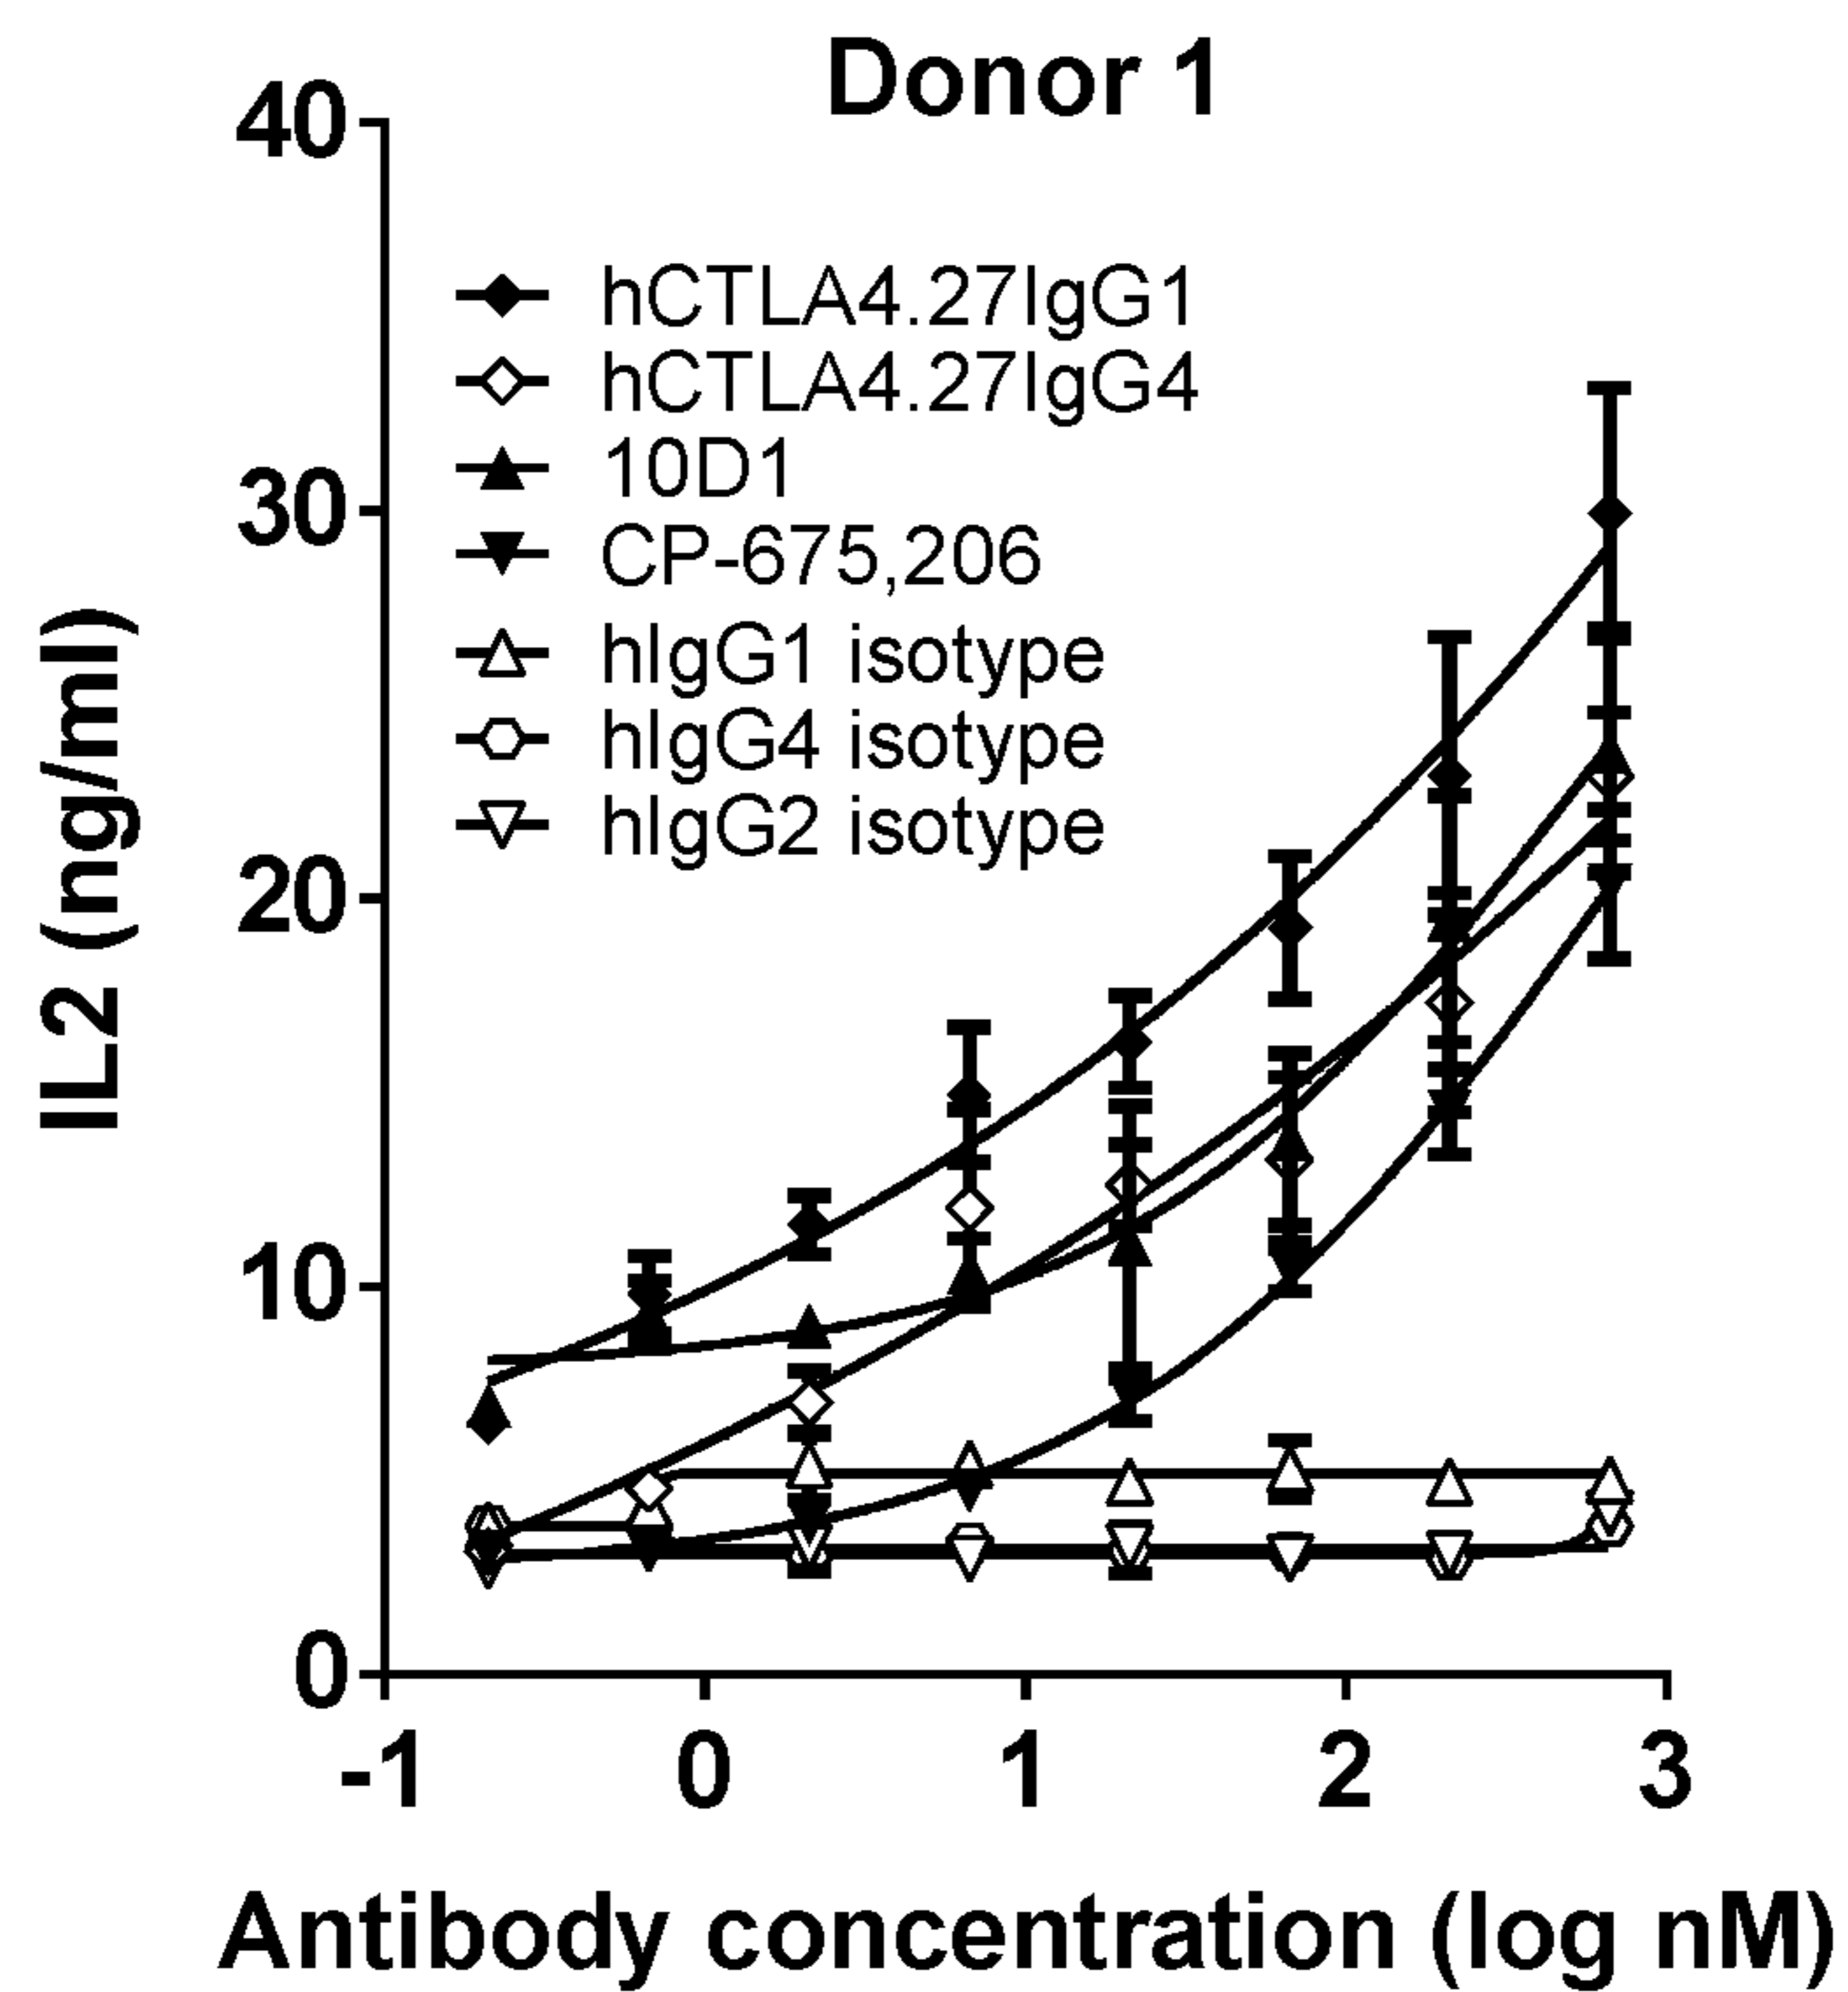 Donor 1
40
30
20
10
0
IL2 (ng/ml)
hCTLA4.27IgG1
hCTLA4.27IgG4
10D1
CP-675,206
hIgG1 isotype
hIgG4 isotype
hIgG2 isotype
-1 0 1 2 3
Antibody concentration (log nM)